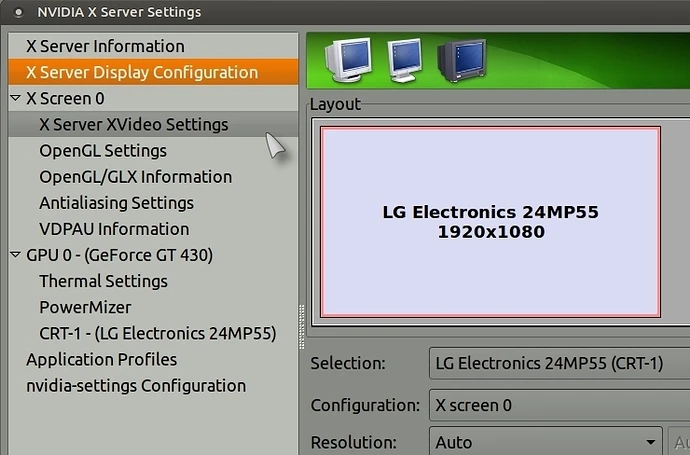 NVIDIA X Server Settings
X Server Information
X Server Display Configuration
X Screen 0
X Server XVideo Settings
OpenGL Settings
OpenGL/GLX Information
Antialiasing Settings
VDPAU Information
GPU 0 - (GeForce GT 430)
Thermal Settings
PowerMizer
CRT-1 - (LG Electronics 24MP55)
Application Profiles
nvidia-settings Configuration
Layout
LG Electronics 24MP55
1920x1080
Selection: LG Electronics 24MP55 (CRT-1)
Configuration: X screen 0
Resolution: Auto